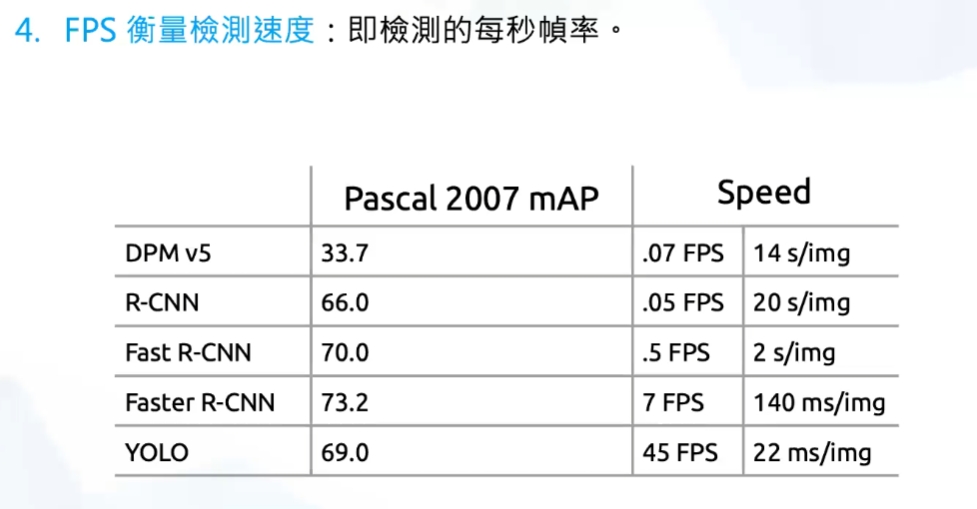 4. FPS 衡量檢測速度：即檢測的每秒幀率。
Pascal 2007 mAP Speed
DPM v5 33.7 .07 FPS 14 s/img
R-CNN 66.0 .05 FPS 20 s/img
Fast R-CNN 70.0 .5 FPS 2 s/img
Faster R-CNN 73.2 7 FPS 140 ms/img
YOLO 69.0 45 FPS 22 ms/img